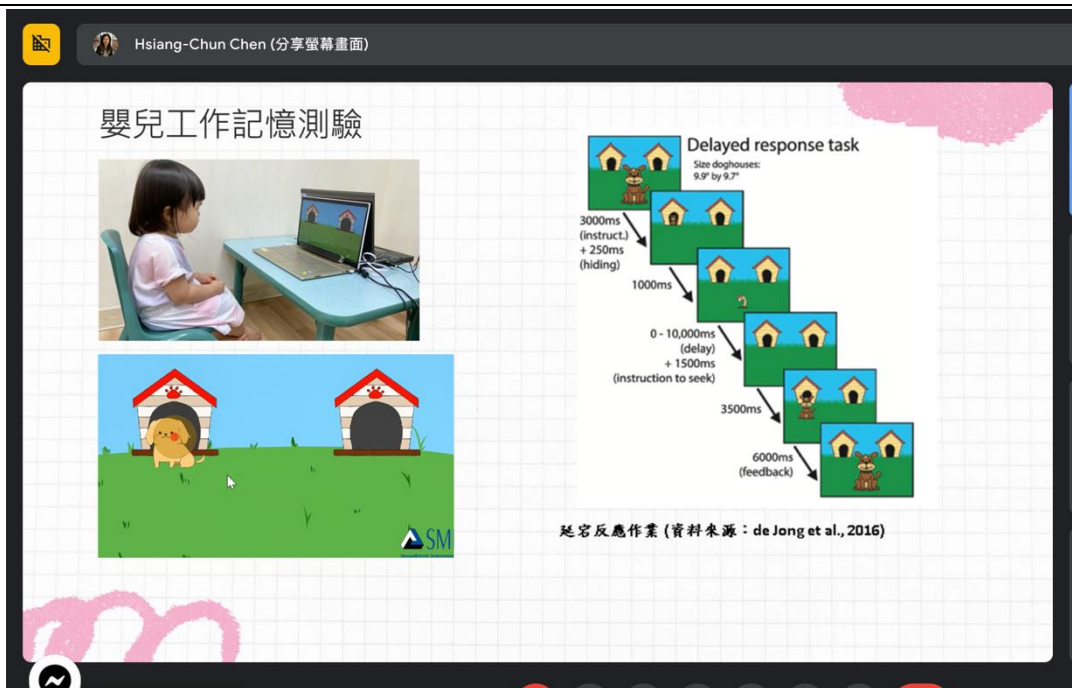 Hsiang-Chun Chen (分享螢幕畫面)
嬰兒工作記憶測驗
Delayed response task
Size doghouses:
9.9° by 9.7°
3000ms
(instruct.)
+ 250ms
(hiding)
1000ms
0 - 10,000ms
(delay)
+ 1500ms
(instruction to seek)
3500ms
6000ms
(feedback)
ASM
延宕反應作業 (資料來源：de Jong et al., 2016)